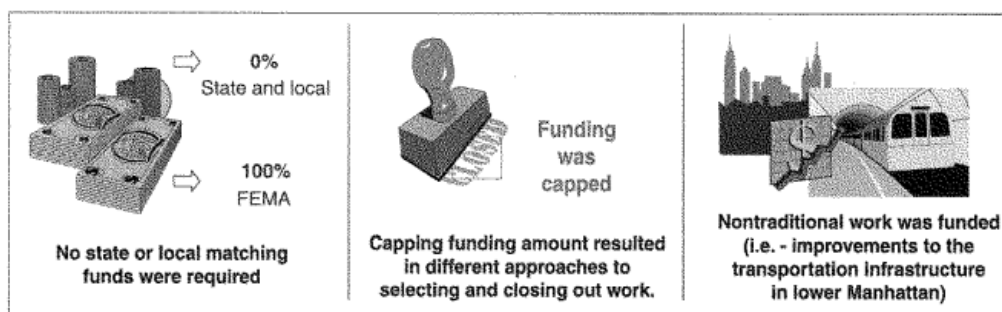 0%
State and local
100%
FEMA
No state or local matching
funds were required
Funding
was
capped
Capping funding amount resulted
in different approaches to
selecting and closing out work.
Nontraditional work was funded
(i.e. - improvements to the
transportation infrastructure
in lower Manhattan)